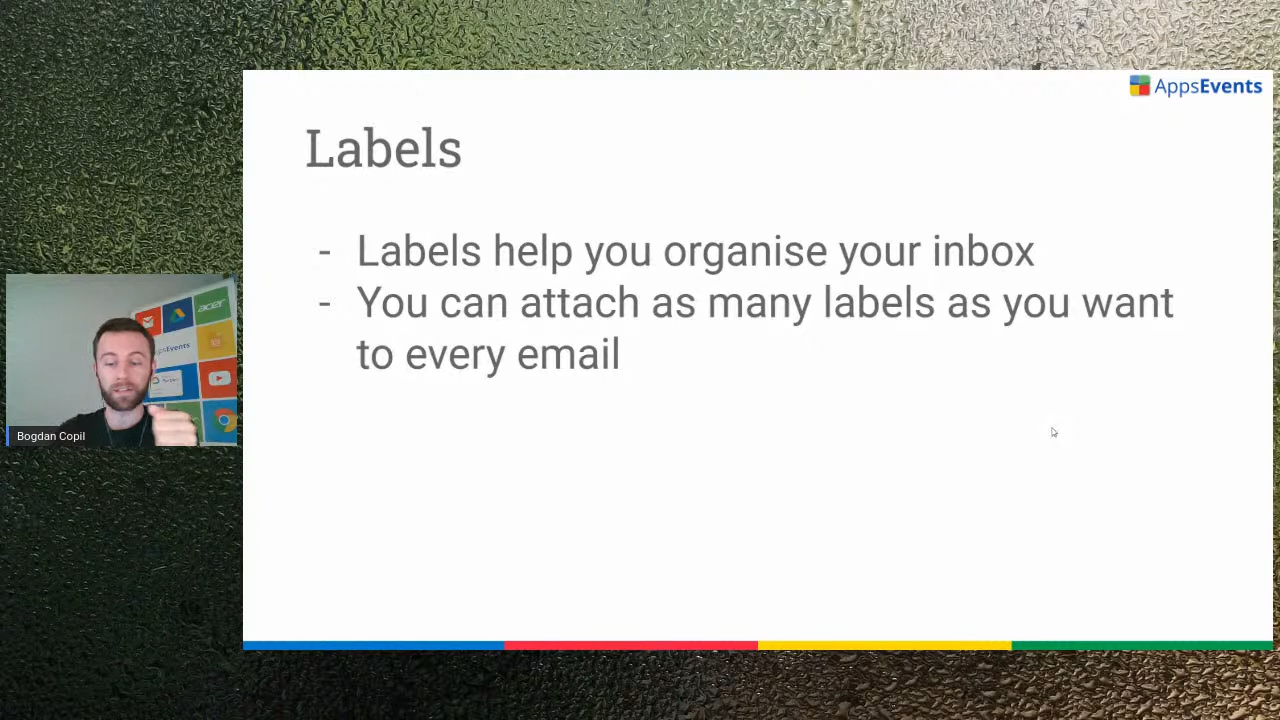 AppsEvents
Labels
- Labels help you organise your inbox
- You can attach as many labels as you want
to every email
acer
Bogdan Copil